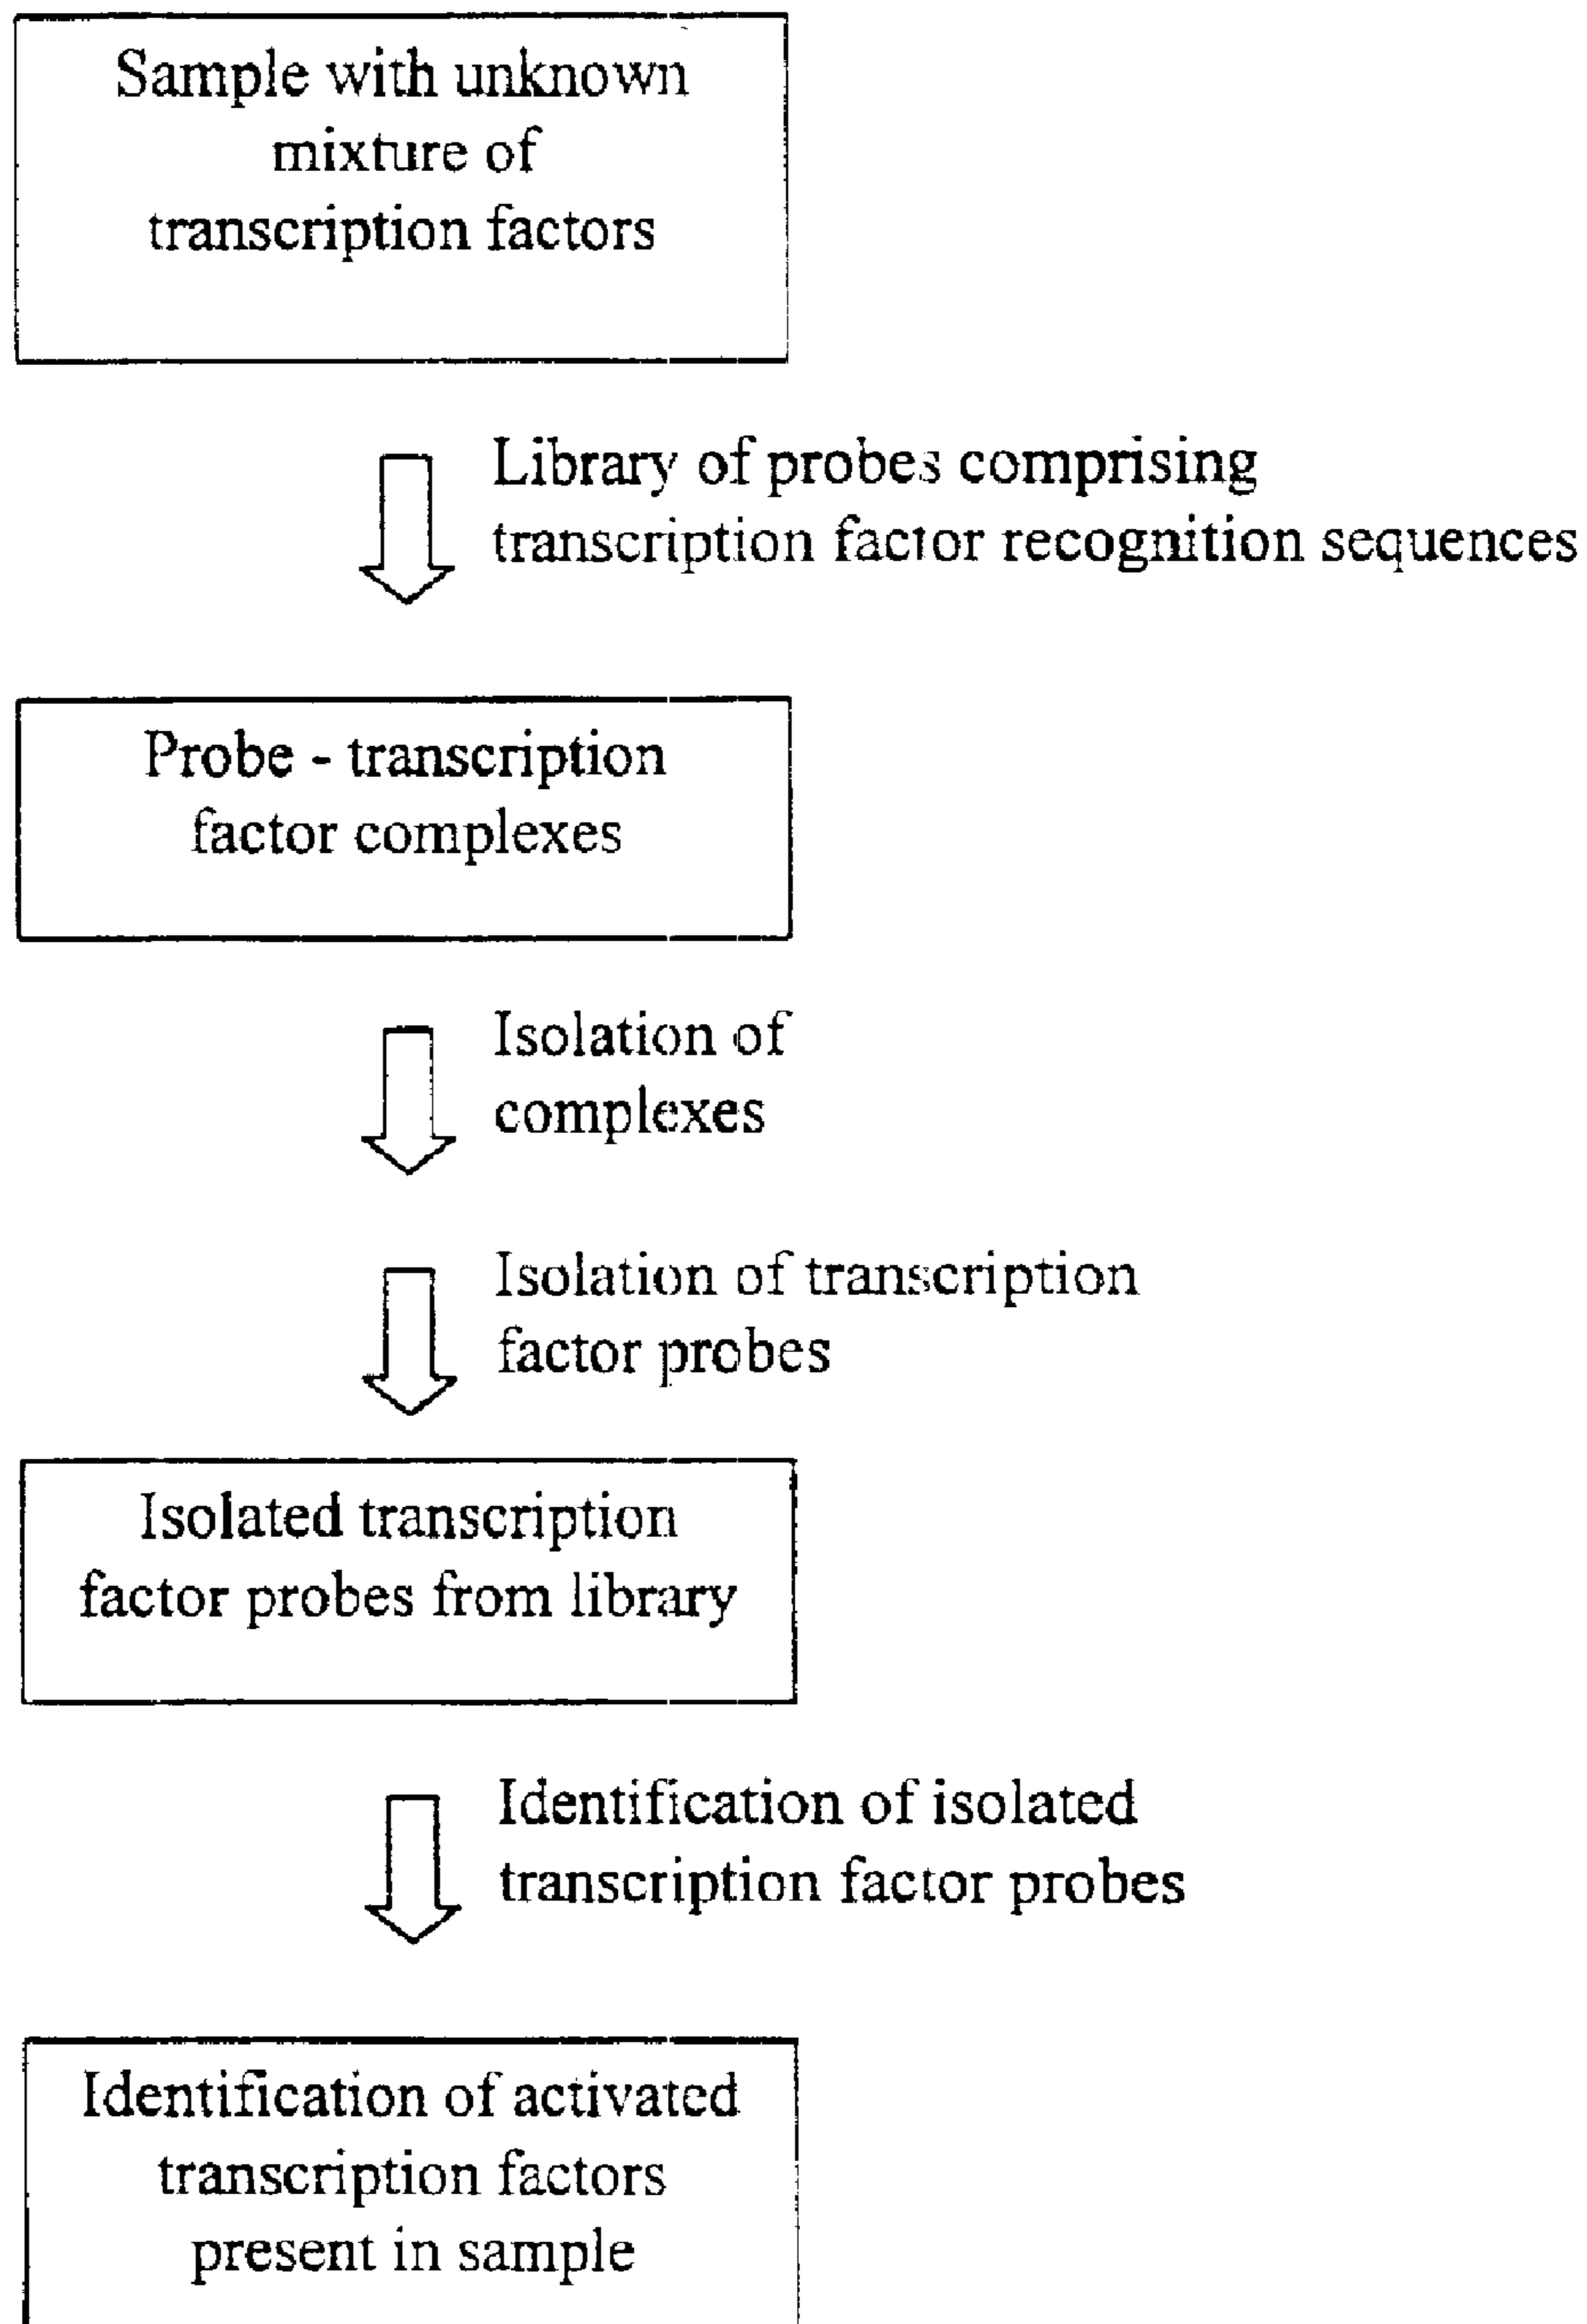 Sample with unknown
mixture of
transcription factors
Library of probes comprising
transcription factor recognition sequences
Probe - transcription
factor complexes
Isolation of
complexes
Isolation of transcription
factor probes
Isolated transcription
factor probes from library
Identification of isolated
transcription factor probes
Identification of activated
transcription factors
present in sample